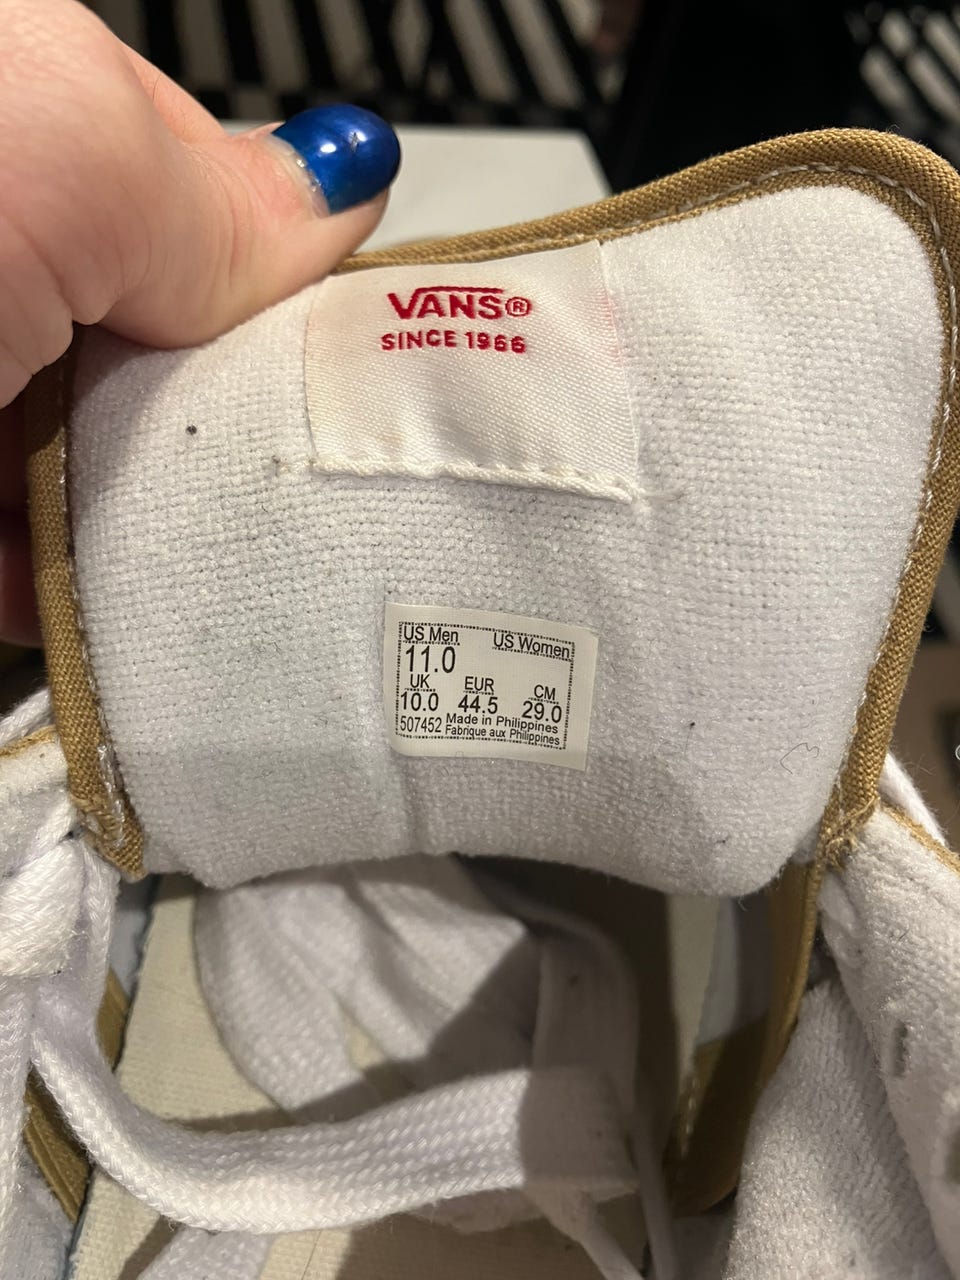 VANS®
SINCE 1966
US Men US Women
11.0
UK EUR CM
10.0 44.5 29.0
507452 Made in Philippines
Fabrique aux Philippines